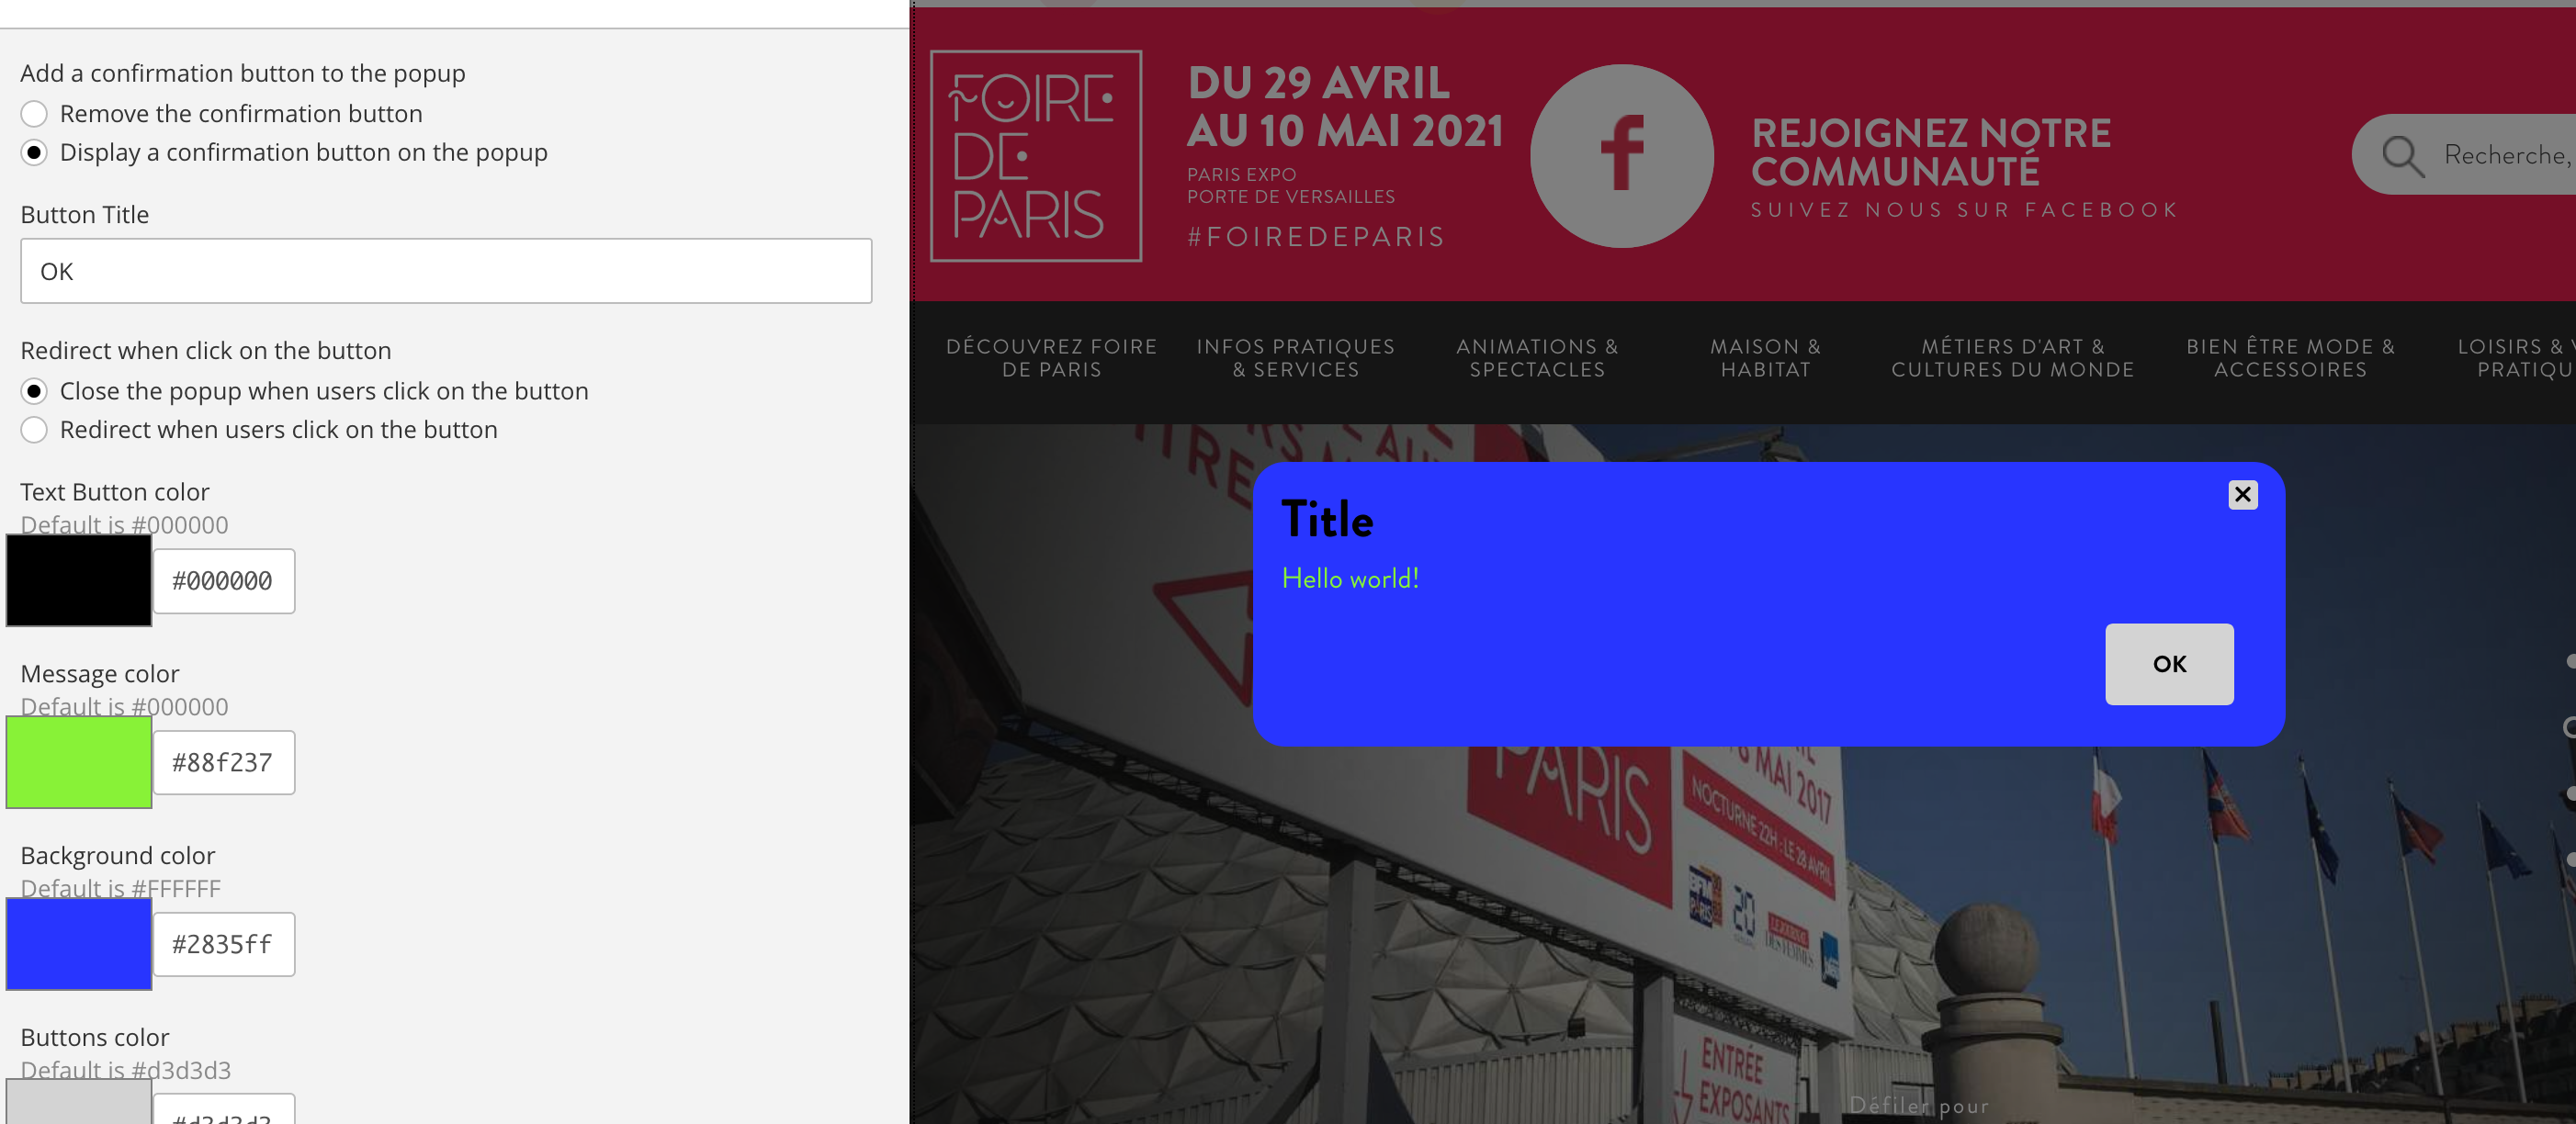 Add a confirmation button to the popup
Remove the confirmation button
Display a confirmation button on the popup
Button Title
OK
Redirect when click on the button
Close the popup when users click on the button
Redirect when users click on the button
Text Button color
Default is #000000
#000000
Message color
Default is #000000
#88f237
Background color
Default is #FFFFFF
#2835ff
Buttons color
Default is #d3d3d3
#d3d3d3
FOIRE
DE
PARIS
DU 29 AVRIL
AU 10 MAI 2021
PARIS EXPO
PORTE DE VERSAILLES
#FOIREDEPARIS
f
REJOIGNEZ NOTRE
COMMUNAUTÉ
SUIVEZ NOUS SUR FACEBOOK
Recherche,
DÉCOUVREZ FOIRE
DE PARIS
INFOS PRATIQUES
& SERVICES
ANIMATIONS &
SPECTACLES
MAISON &
HABITAT
MÉTIERS D'ART &
CULTURES DU MONDE
BIEN ÊTRE MODE &
ACCESSOIRES
LOISIRS &
PRATIQU
Title
Hello world!
OK
PARIS
MAI 2017
NOCTURNE 22H : LE 28 AVRIL
BFM
PARIS
20
ENTRÉE
EXPOSANTS
Défiler pour